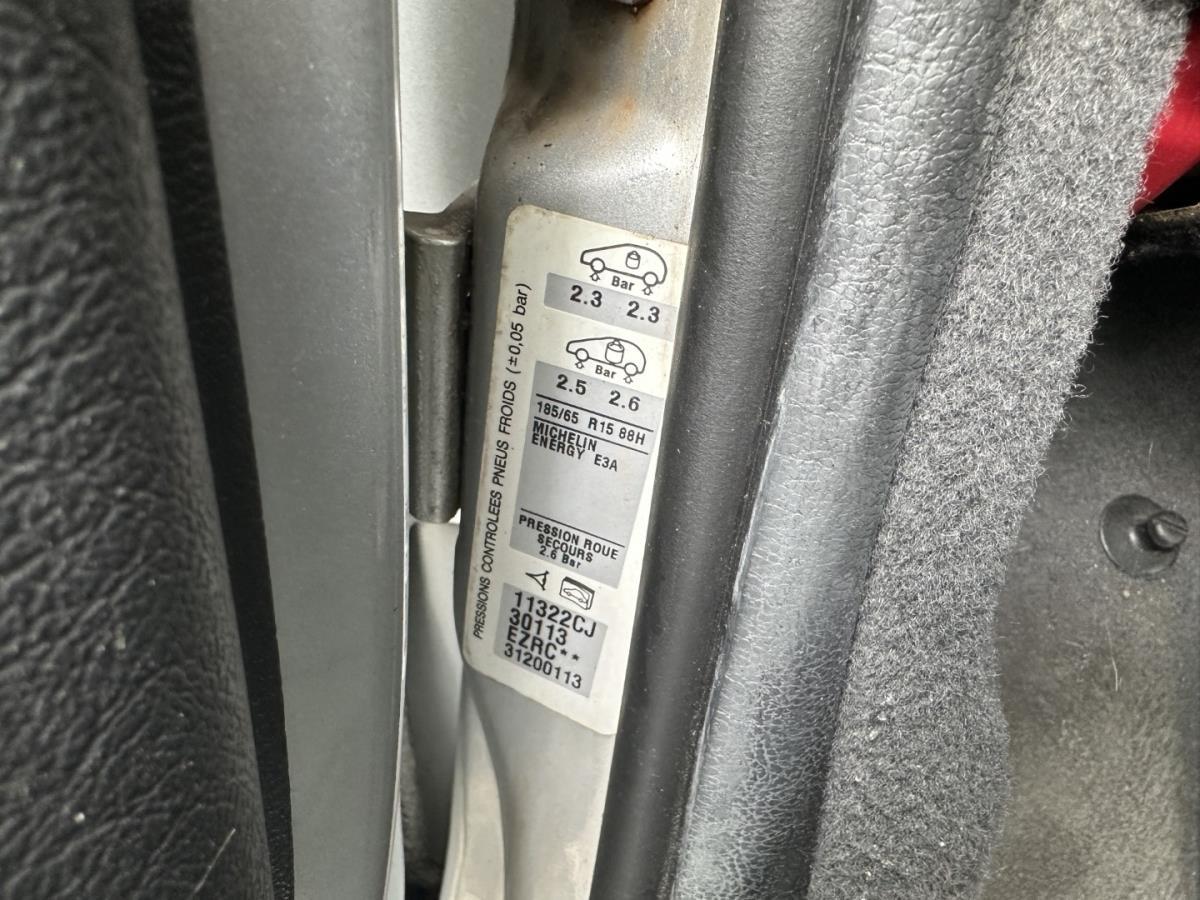 Bar
2.3 2.3
Bar
2.5 2.6
185/65 R15 88H
MICHELIN
ENERGY E3A
PRESSION ROUE
SECOURS
2.6 Bar
11322CJ
30113
EZRC**
31200113
PRESSIONS CONTROLEES PNEUS FROIDS (±0,05 bar)